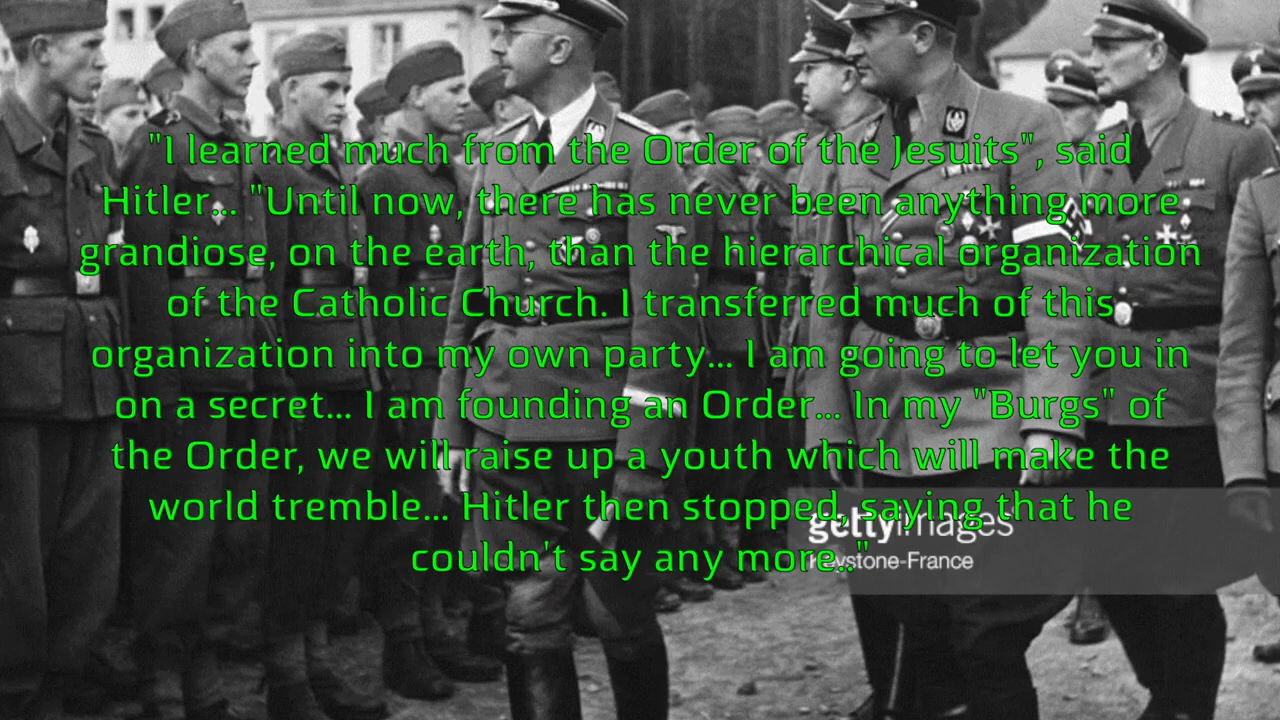 "I learned much from the Order of the Jesuits", said
Hitler... "Until now, there has never been anything more
grandiose, on the earth, than the hierarchical organization
of the Catholic Church. I transferred much of this
organization into my own party... I am going to let you in
on a secret... I am founding an Order... In my "Burgs" of
the Order, we will raise up a youth which will make the
world tremble... Hitler then stopped, saying that he
gettyimages
couldn't say any more.."
Keystone-France